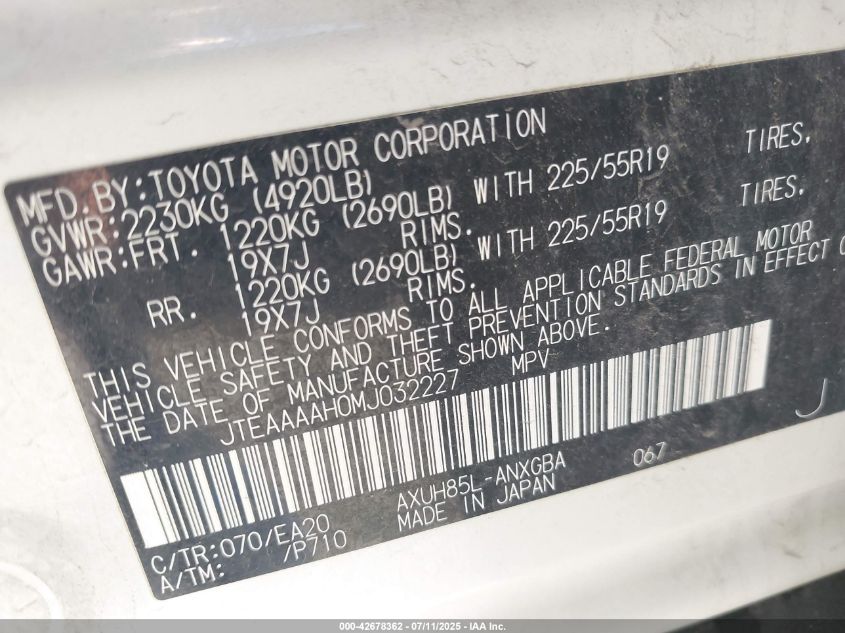 MFD.BY:TOYOTA MOTOR CORPORATION
GVWR:2230KG (4920LB)
GAWR:FRT. 1220KG (2690LB) WITH 225/55R19 TIRES.
19X7J RIMS.
RR. 1220KG (2690LB) WITH 225/55R19 TIRES.
19X7J RIMS.
THIS VEHICLE CONFORMS TO ALL APPLICABLE FEDERAL MOTOR
VEHICLE SAFETY AND THEFT PREVENTION STANDARDS IN EFFECT
THE DATE OF MANUFACTURE SHOWN ABOVE.
JTEAAAAH0MJ032227 MPV
AXUH85L-ANXGBA 067
C/TR:070/EA20 MADE IN JAPAN
A/TM: /P710
J
000-42678362 - 07/11/2025 - IAA Inc.